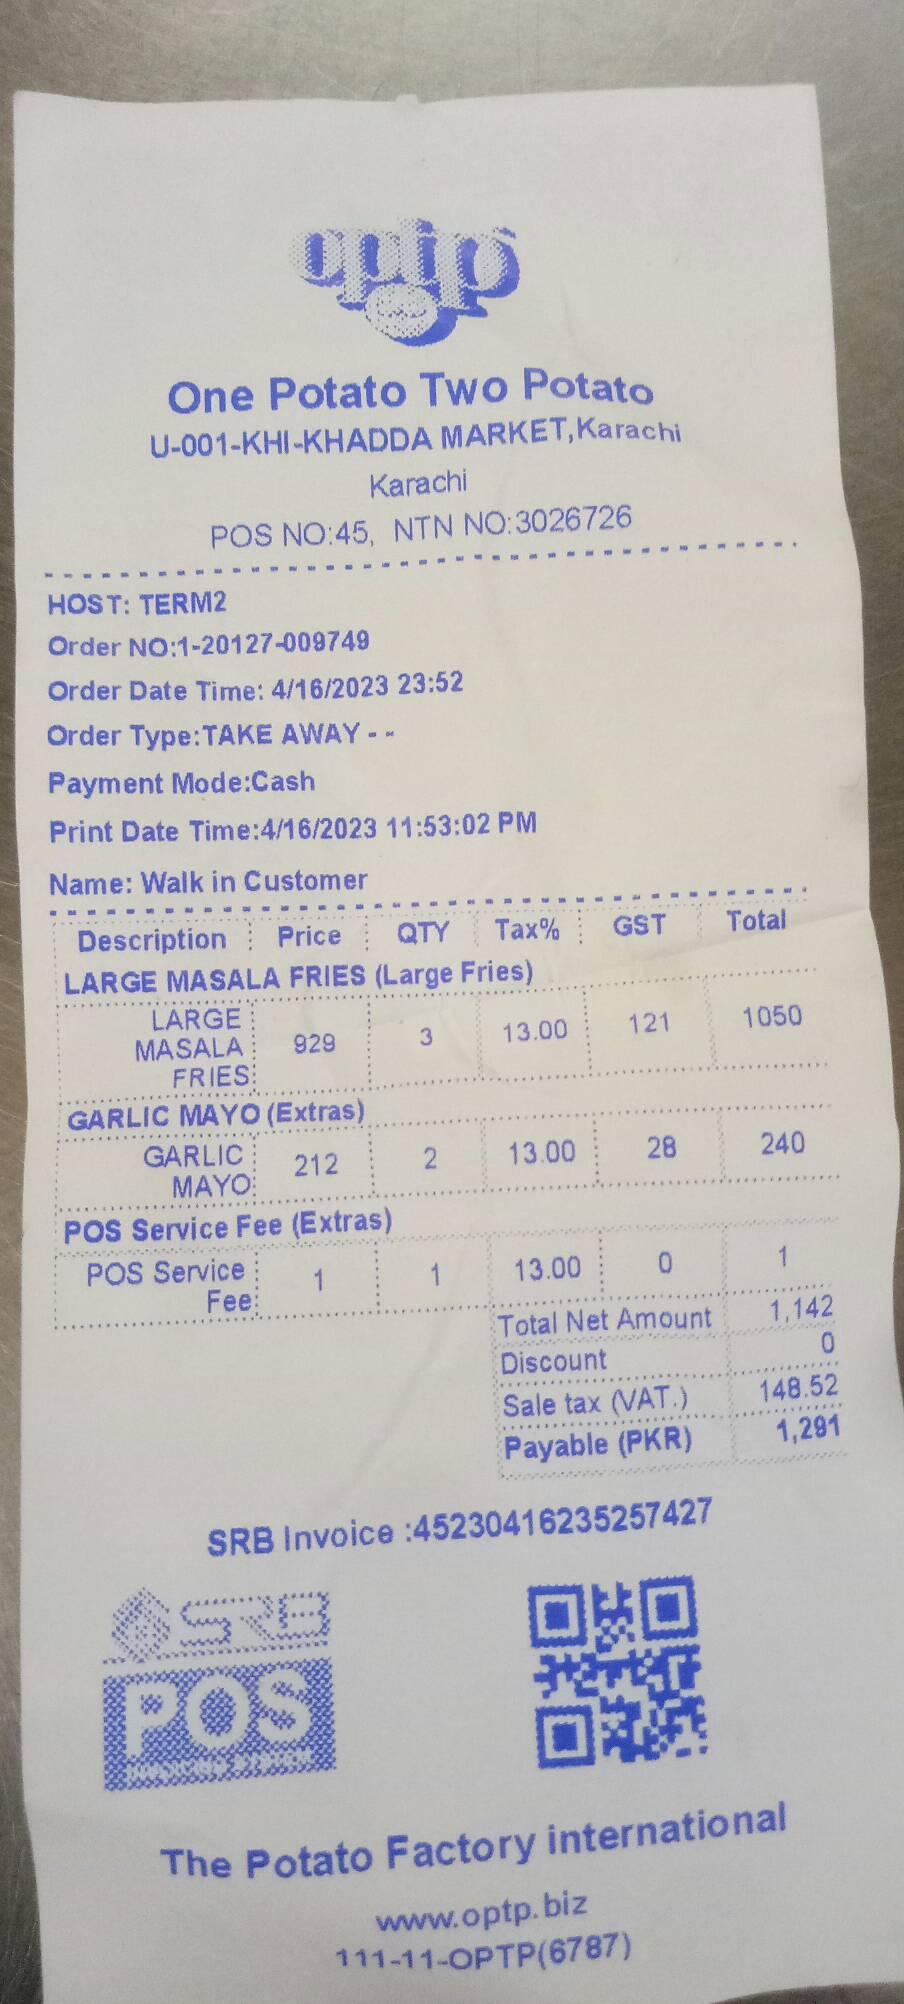 optp
One Potato Two Potato
U-001-KHI-KHADDA MARKET,Karachi
Karachi
POS NO:45, NTN NO:3026726
HOST: TERM2
Order NO:1-20127-009749
Order Date Time: 4/16/2023 23:52
Order Type:TAKE AWAY - -
Payment Mode:Cash
Print Date Time:4/16/2023 11:53:02 PM
Name: Walk in Customer
Description Price QTY Tax% GST Total
LARGE MASALA FRIES (Large Fries)
LARGE
MASALA 929 3 13.00 121 1050
FRIES
GARLIC MAYO (Extras)
GARLIC 212 2 13.00 28 240
MAYO
POS Service Fee (Extras)
POS Service 1 1 13.00 0 1
Fee
Total Net Amount 1,142
Discount 0
Sale tax (VAT.) 148.52
Payable (PKR) 1,291
SRB Invoice :45230416235257427
SRB
POS
INVOICING SYSTEM
The Potato Factory international
www.optp.biz
111-11-OPTP(6787)